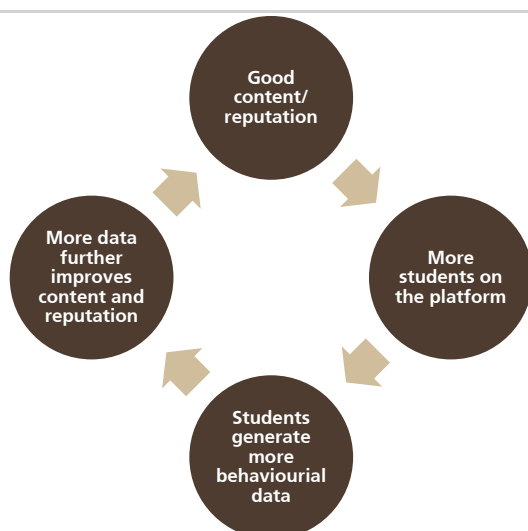 Good
content/
reputation
More
students on
the platform
Students
generate
more
behaviourial
data
More data
further
improves
content and
reputation